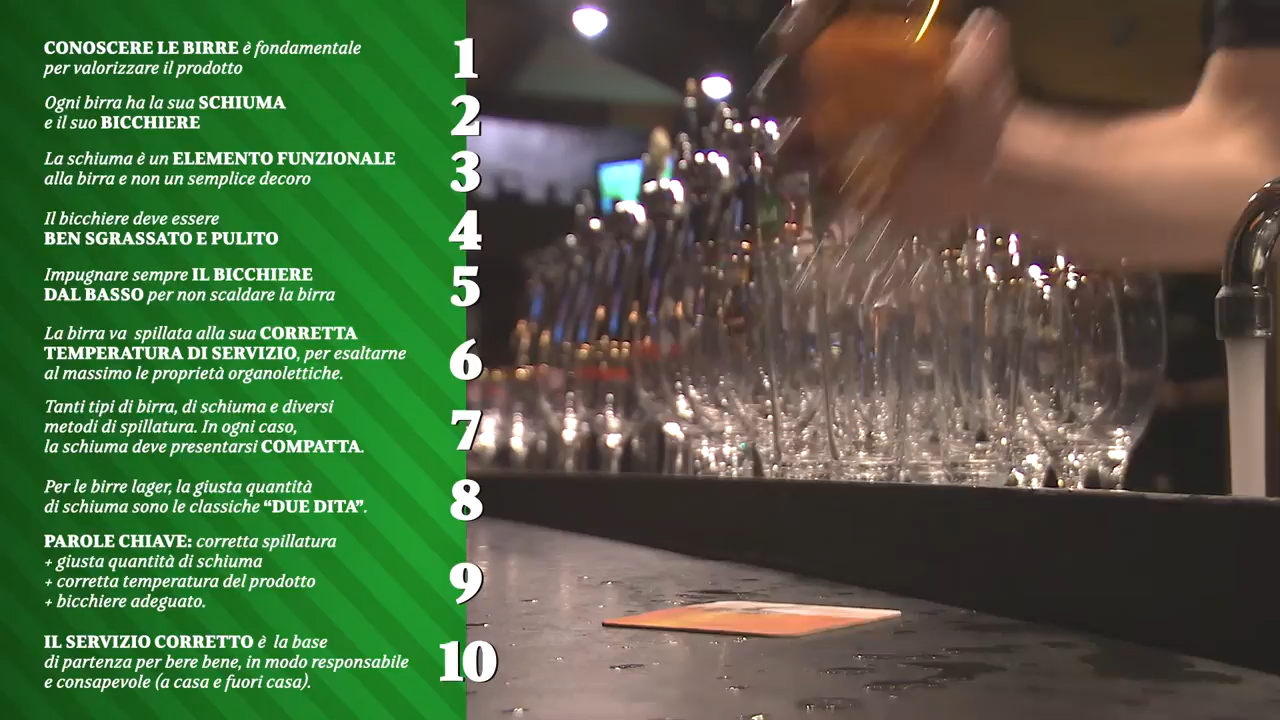 CONOSCERE LE BIRRE è fondamentale
per valorizzare il prodotto
1
Ogni birra ha la sua SCHIUMA
e il suo BICCHIERE
2
La schiuma è un ELEMENTO FUNZIONALE
alla birra e non un semplice decoro
3
Il bicchiere deve essere
BEN SGRASSATO E PULITO
4
Impugnare sempre IL BICCHIERE
DAL BASSO per non scaldare la birra
5
La birra va spillata alla sua CORRETTA
TEMPERATURA DI SERVIZIO, per esaltarne
al massimo le proprietà organolettiche.
6
Tanti tipi di birra, di schiuma e diversi
metodi di spillatura. In ogni caso,
la schiuma deve presentarsi COMPATTA.
7
Per le birre lager, la giusta quantità
di schiuma sono le classiche “DUE DITA”.
8
PAROLE CHIAVE: corretta spillatura
+ giusta quantità di schiuma
+ corretta temperatura del prodotto
+ bicchiere adeguato.
9
IL SERVIZIO CORRETTO è la base
di partenza per bere bene, in modo responsabile
e consapevole (a casa e fuori casa).
10